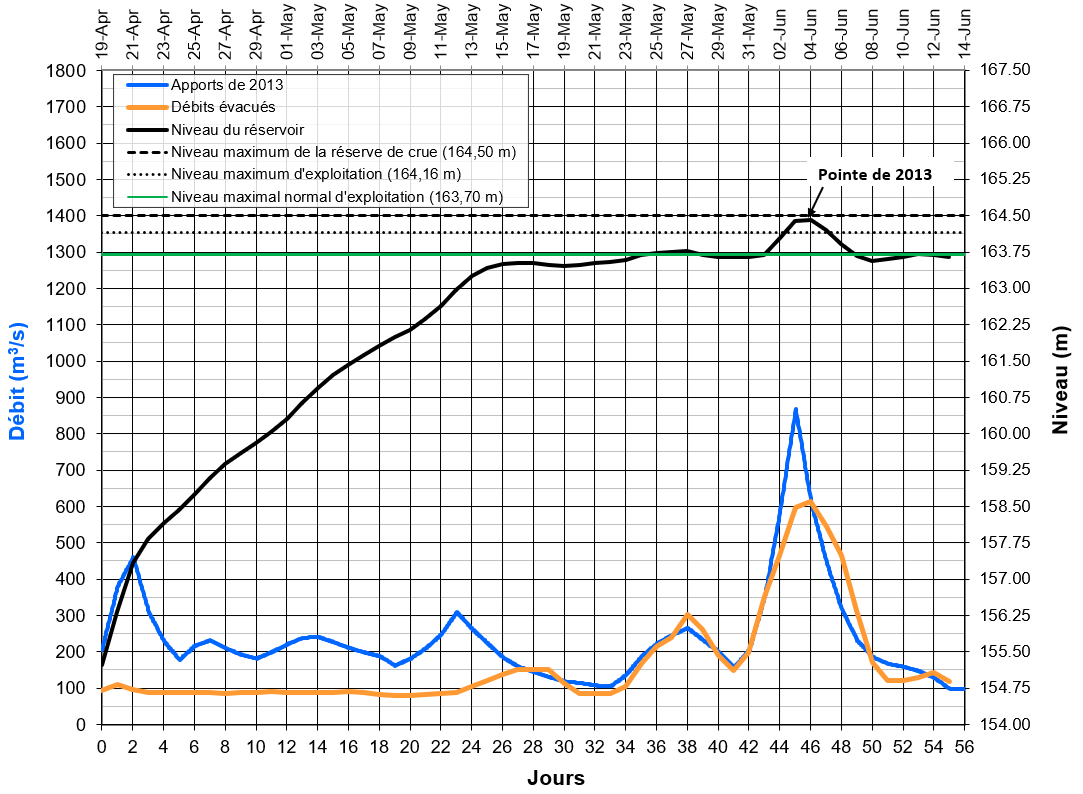 19-Apr
21-Apr
23-Apr
25-Apr
27-Apr
29-Apr
01-May
03-May
05-May
07-May
09-May
11-May
13-May
15-May
17-May
19-May
21-May
23-May
25-May
27-May
29-May
31-May
02-Jun
04-Jun
06-Jun
08-Jun
10-Jun
12-Jun
14-Jun
Apports de 2013
Débits évacués
Niveau du réservoir
Niveau maximum de la réserve de crue (164,50 m)
Niveau maximum d'exploitation (164,16 m)
Niveau maximal normal d'exploitation (163,70 m)
Pointe de 2013
Débit (m³/s)
1800
1700
1600
1500
1400
1300
1200
1100
1000
900
800
700
600
500
400
300
200
100
0
167.50
166.75
166.00
165.25
164.50
163.75
163.00
162.25
161.50
160.75
160.00
159.25
158.50
157.75
157.00
156.25
155.50
154.75
154.00
Niveau (m)
0 2 4 6 8 10 12 14 16 18 20 22 24 26 28 30 32 34 36 38 40 42 44 46 48 50 52 54 56
Jours